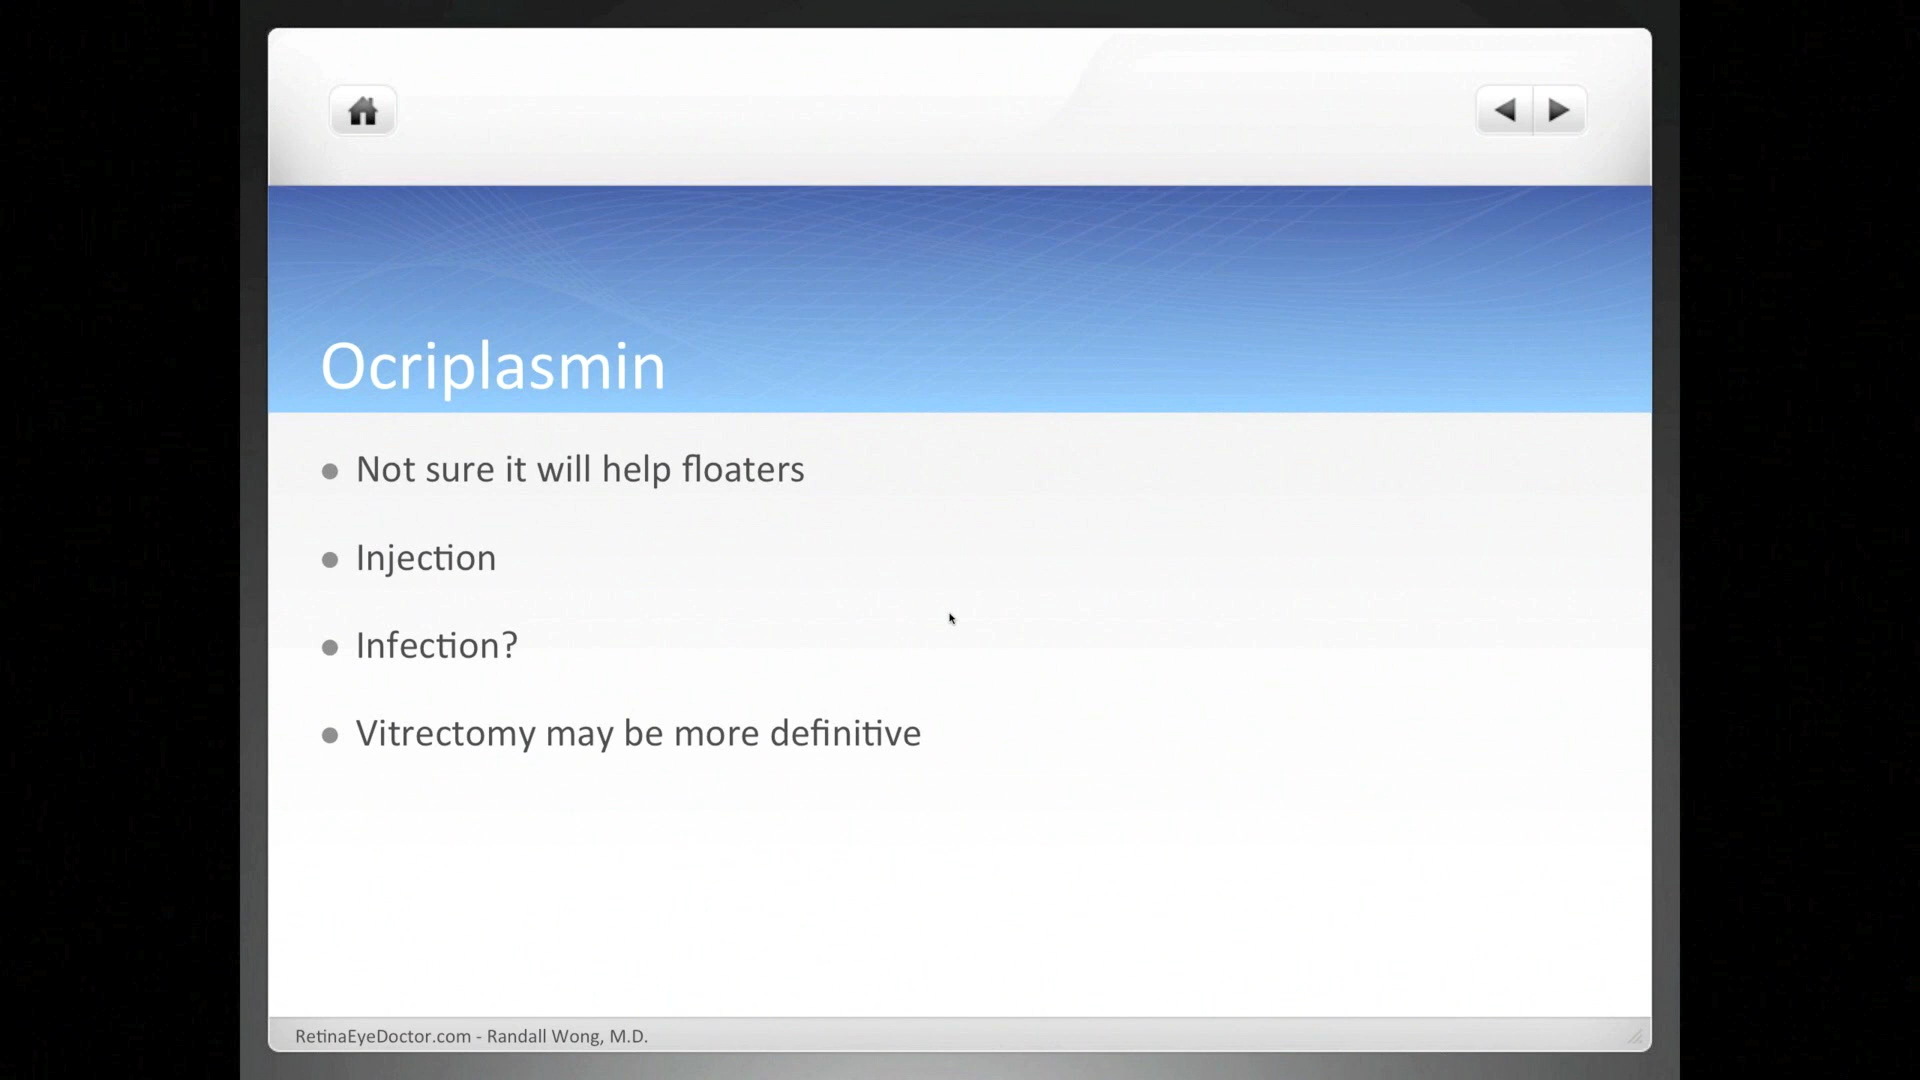 Ocriplasmin
Not sure it will help floaters
Injection
Infection?
Vitrectomy may be more definitive
RetinaEyeDoctor.com - Randall Wong, M.D.